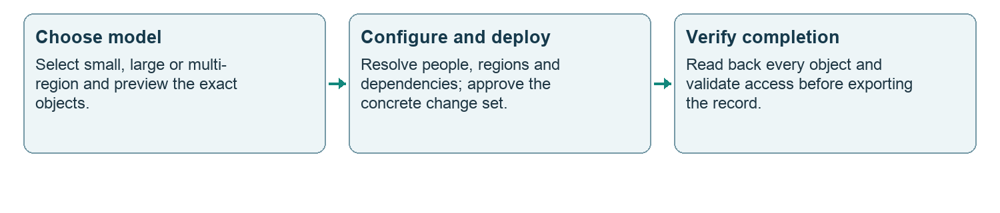 Choose model
Select small, large or multi-
region and preview the exact
objects.
Configure and deploy
Resolve people, regions and
dependencies; approve the
concrete change set.
Verify completion
Read back every object and
validate access before exporting
the record.